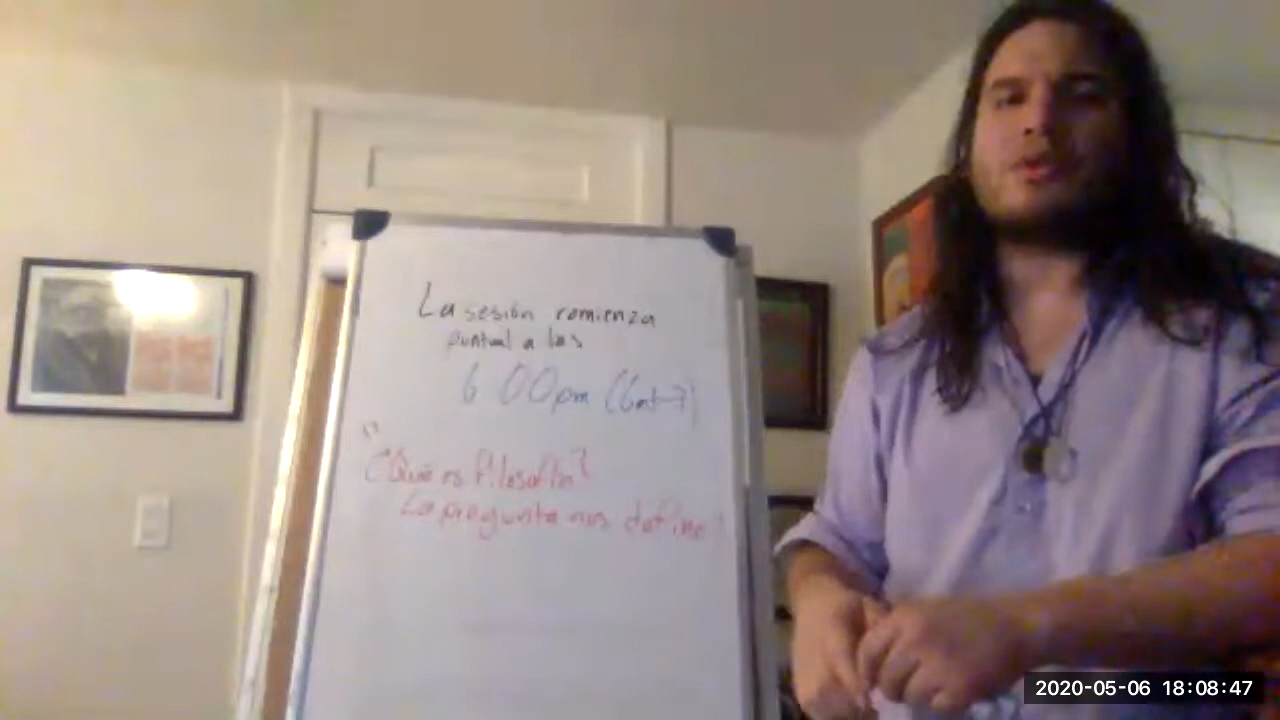 La sesión comienza
puntual a las
6 00pm (Gmt-7)
"¿Qué es filosofía?
La pregunta nos define"
2020-05-06 18:08:47